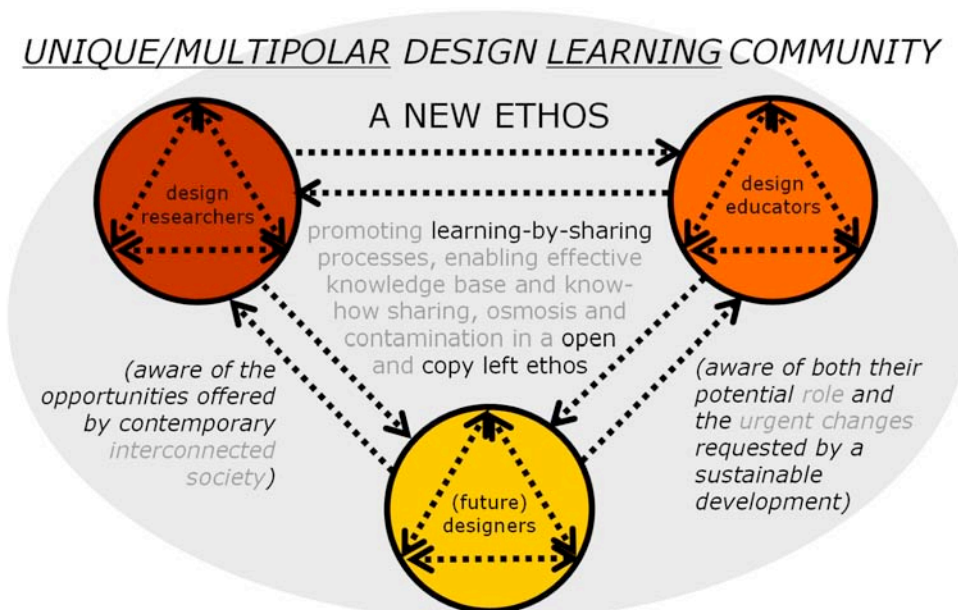 UNIQUE/MULTIPOLAR DESIGN LEARNING COMMUNITY
A NEW ETHOS
design
researchers
design
educators
promoting learning-by-sharing
processes, enabling effective
knowledge base and know-
how sharing, osmosis and
contamination in a open
and copy left ethos
(aware of the
opportunities offered
by contemporary
interconnected
society)
(aware of both their
potential role and
the urgent changes
requested by a
sustainable
development)
(future)
designers